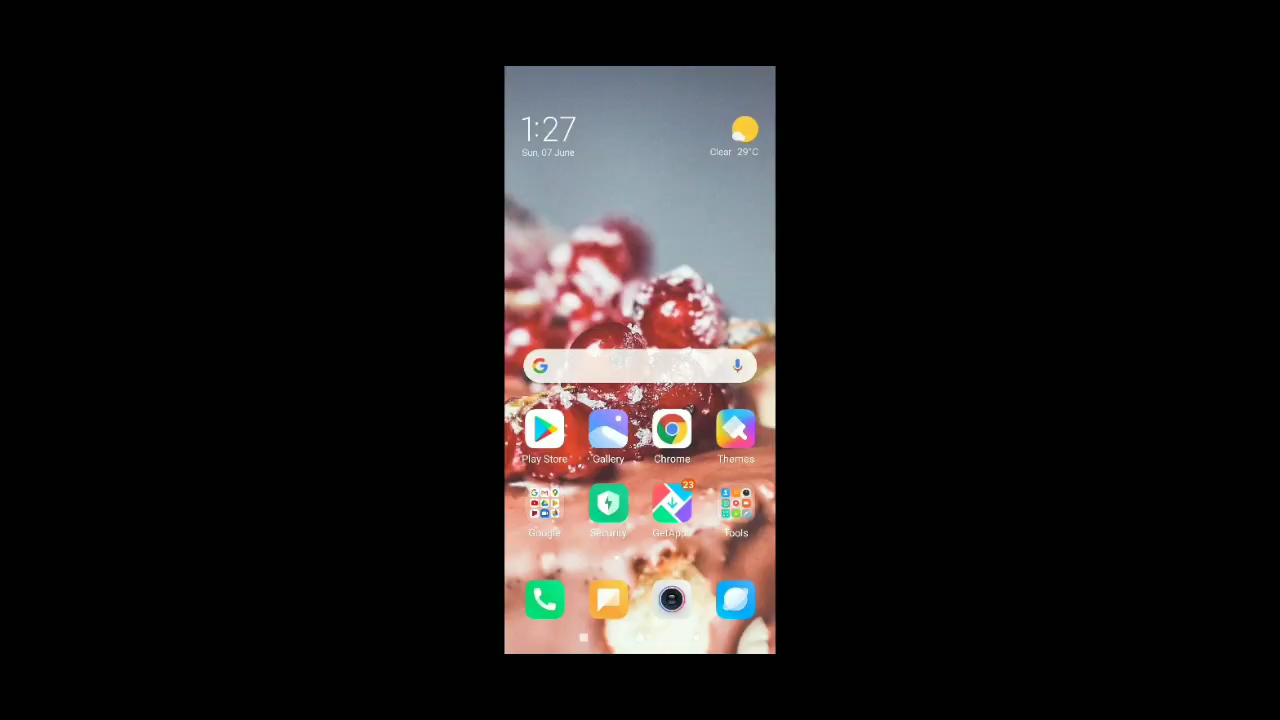 1:27
Sun, 07 June
Clear 29°C
Play Store
Gallery
Chrome
Themes
23
Google
Security
GetApps
Tools